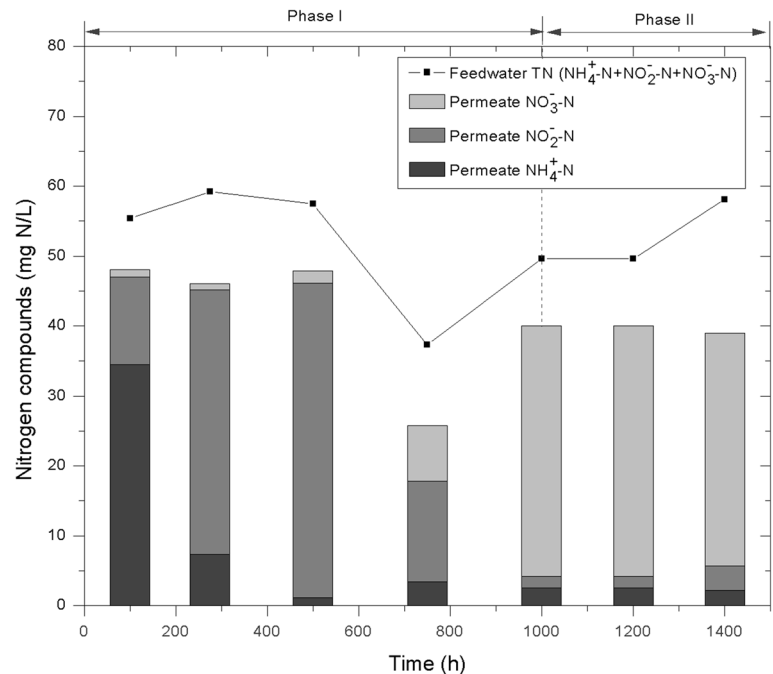 Phase I Phase II
80
70
60
50
40
30
20
10
0
Nitrogen compounds (mg N/L)
Feedwater TN (NH₄⁺-N+NO₂⁻-N+NO₃⁻-N)
Permeate NO₃⁻-N
Permeate NO₂⁻-N
Permeate NH₄⁺-N
0 200 400 600 800 1000 1200 1400
Time (h)